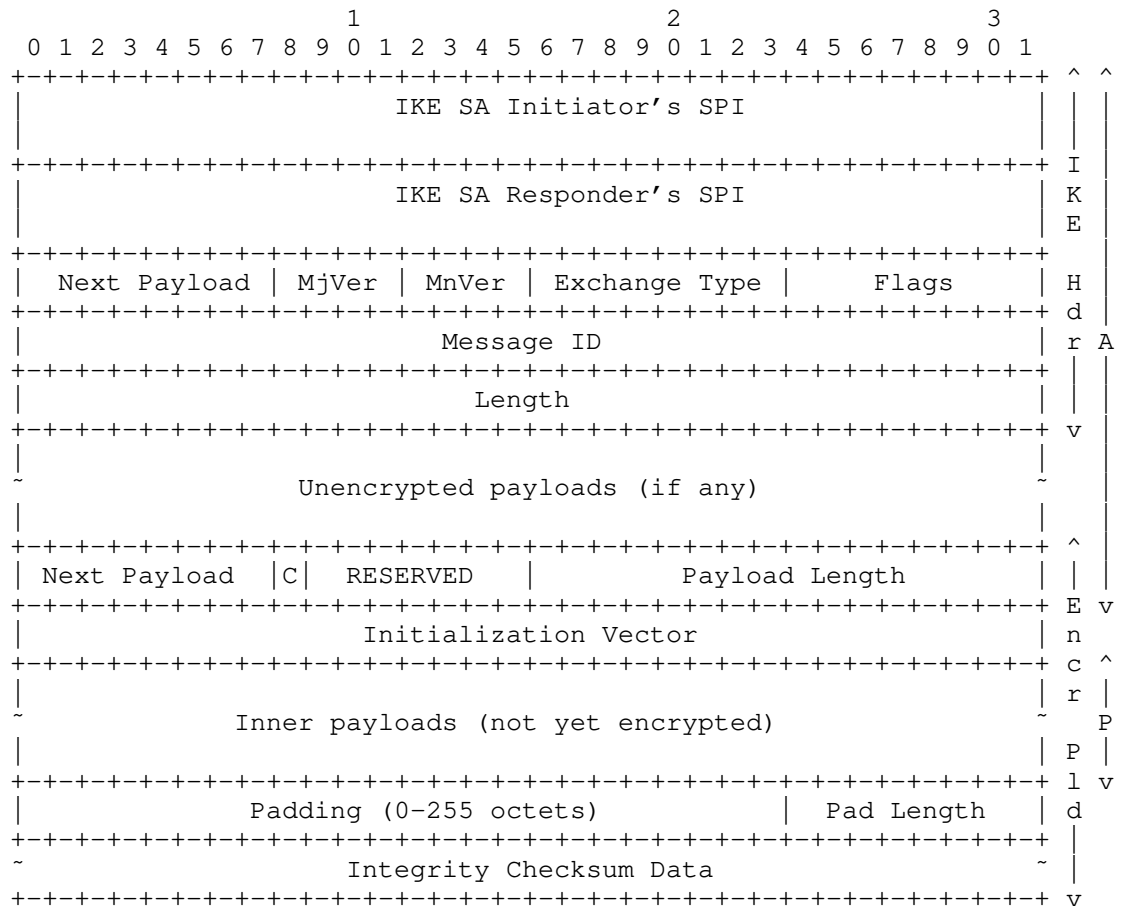 1                   2                   3
 0 1 2 3 4 5 6 7 8 9 0 1 2 3 4 5 6 7 8 9 0 1 2 3 4 5 6 7 8 9 0 1
+-+-+-+-+-+-+-+-+-+-+-+-+-+-+-+-+-+-+-+-+-+-+-+-+-+-+-+-+-+-+-+-+ ^ ^
|                       IKE SA Initiator's SPI                  | | |
|                                                               | | |
+-+-+-+-+-+-+-+-+-+-+-+-+-+-+-+-+-+-+-+-+-+-+-+-+-+-+-+-+-+-+-+-+ I |
|                       IKE SA Responder's SPI                  | K |
|                                                               | E |
+-+-+-+-+-+-+-+-+-+-+-+-+-+-+-+-+-+-+-+-+-+-+-+-+-+-+-+-+-+-+-+-+   |
|  Next Payload | MjVer | MnVer | Exchange Type |     Flags     | H |
+-+-+-+-+-+-+-+-+-+-+-+-+-+-+-+-+-+-+-+-+-+-+-+-+-+-+-+-+-+-+-+-+ d |
|                          Message ID                           | r A
+-+-+-+-+-+-+-+-+-+-+-+-+-+-+-+-+-+-+-+-+-+-+-+-+-+-+-+-+-+-+-+-+ | |
|                            Length                             | | |
+-+-+-+-+-+-+-+-+-+-+-+-+-+-+-+-+-+-+-+-+-+-+-+-+-+-+-+-+-+-+-+-+ v |
|                                                               |   |
~                 Unencrypted payloads (if any)                 ~   |
|                                                               |   |
+-+-+-+-+-+-+-+-+-+-+-+-+-+-+-+-+-+-+-+-+-+-+-+-+-+-+-+-+-+-+-+-+ ^ |
| Next Payload  |C|  RESERVED   |         Payload Length        | | |
+-+-+-+-+-+-+-+-+-+-+-+-+-+-+-+-+-+-+-+-+-+-+-+-+-+-+-+-+-+-+-+-+ E v
|                     Initialization Vector                     | n
+-+-+-+-+-+-+-+-+-+-+-+-+-+-+-+-+-+-+-+-+-+-+-+-+-+-+-+-+-+-+-+-+ c ^
|                                                               | r |
~             Inner payloads (not yet encrypted)                ~   P
|                                                               | P |
+-+-+-+-+-+-+-+-+-+-+-+-+-+-+-+-+-+-+-+-+-+-+-+-+-+-+-+-+-+-+-+-+ l v
|              Padding (0-255 octets)           |  Pad Length   | d
+-+-+-+-+-+-+-+-+-+-+-+-+-+-+-+-+-+-+-+-+-+-+-+-+-+-+-+-+-+-+-+-+ |
~                    Integrity Checksum Data                    ~ |
+-+-+-+-+-+-+-+-+-+-+-+-+-+-+-+-+-+-+-+-+-+-+-+-+-+-+-+-+-+-+-+-+ v